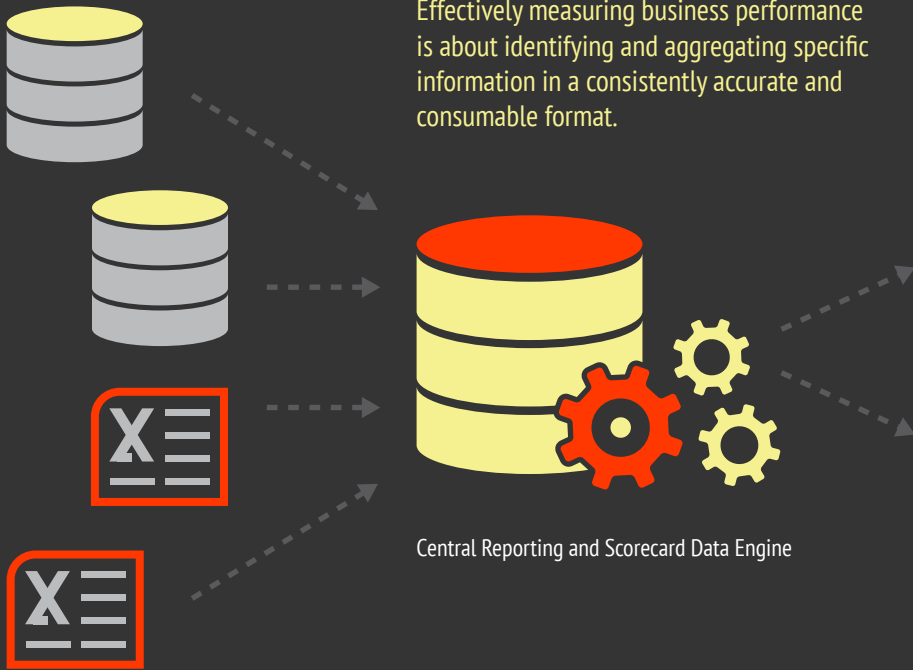 Effectively measuring business performance
is about identifying and aggregating specific
information in a consistently accurate and
consumable format.
X
Central Reporting and Scorecard Data Engine
X